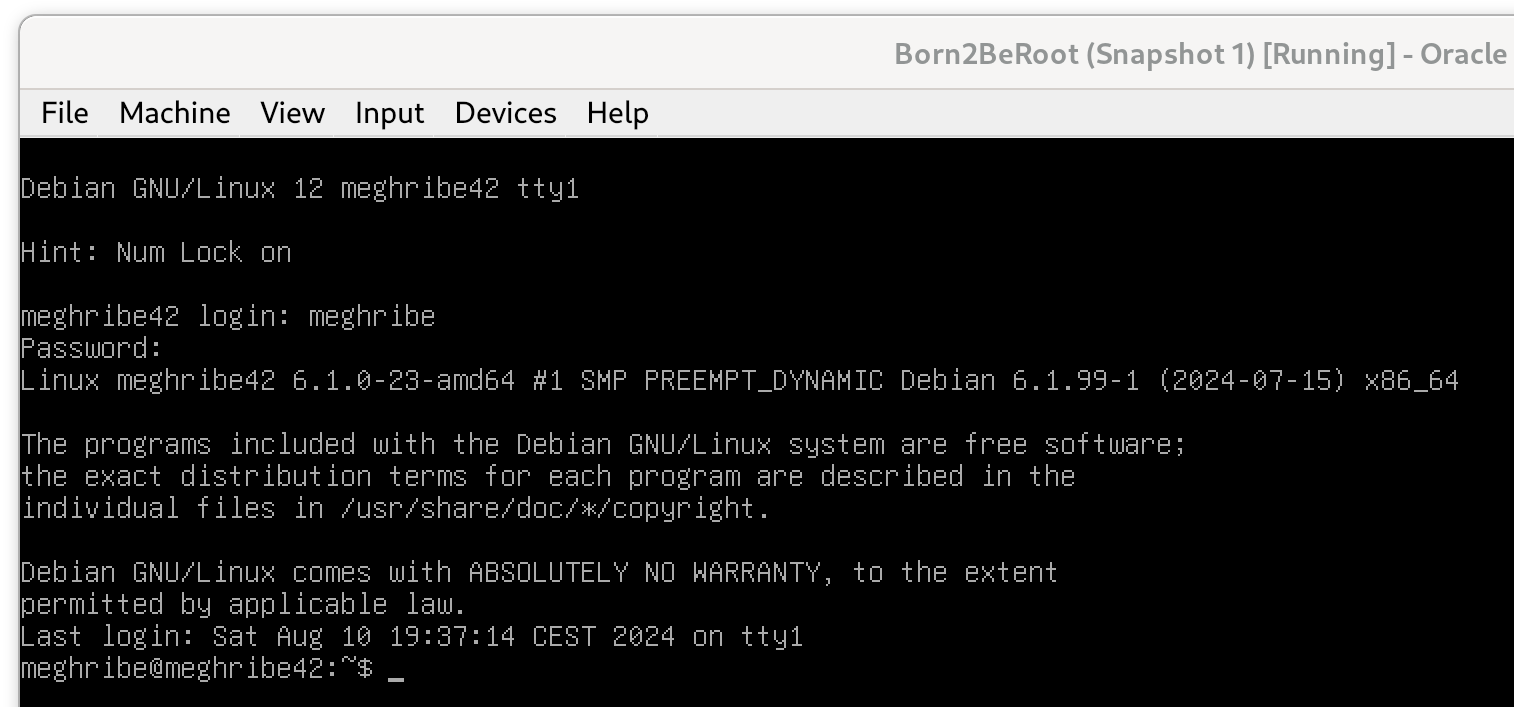 Born2BeRoot (Snapshot 1) [Running] - Oracle
File Machine View Input Devices Help
Debian GNU/Linux 12 meghribe42 tty1
Hint: Num Lock on
meghribe42 login: meghribe
Password:
Linux meghribe42 6.1.0-23-amd64 #1 SMP PREEMPT_DYNAMIC Debian 6.1.99-1 (2024-07-15) x86_64
The programs included with the Debian GNU/Linux system are free software;
the exact distribution terms for each program are described in the
individual files in /usr/share/doc/*/copyright.
Debian GNU/Linux comes with ABSOLUTELY NO WARRANTY, to the extent
permitted by applicable law.
Last login: Sat Aug 10 19:37:14 CEST 2024 on tty1
meghribe@meghribe42:~$ _